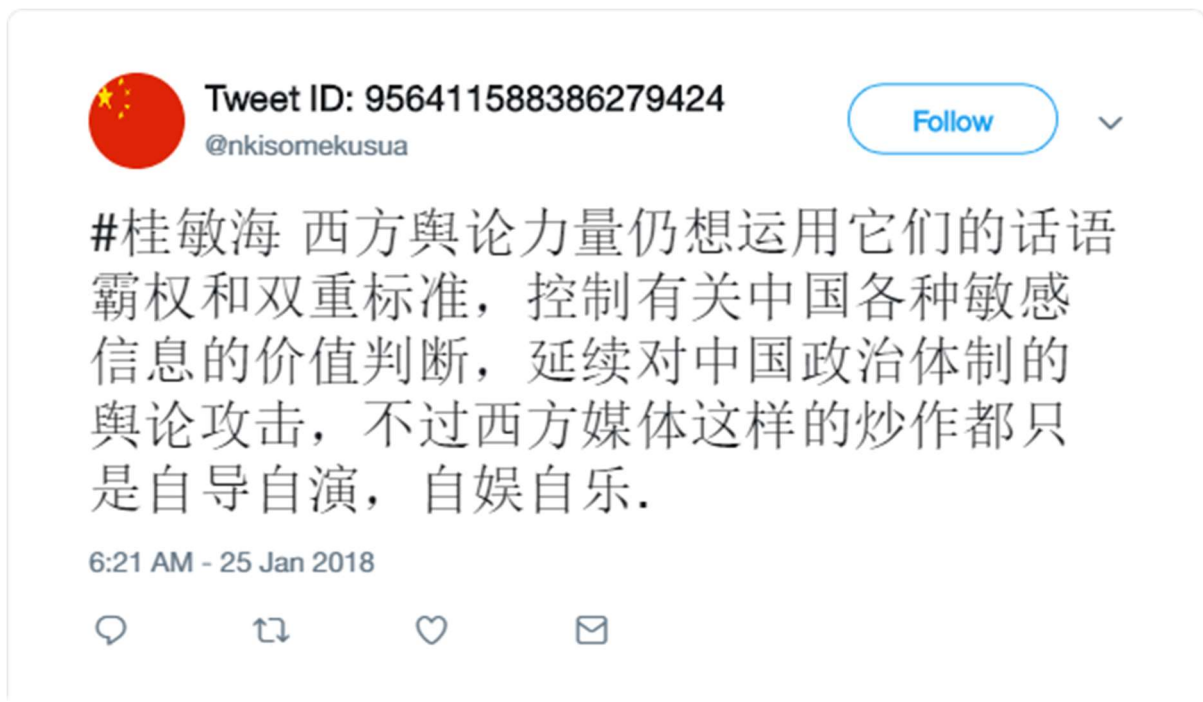 Tweet ID: 956411588386279424
Follow
@nkisomekusua
#桂敏海 西方舆论力量仍想运用它们的话语
霸权和双重标准，控制有关中国各种敏感
信息的价值判断，延续对中国政治体制的
舆论攻击，不过西方媒体这样的炒作都只
是自导自演，自娱自乐.
6:21 AM - 25 Jan 2018